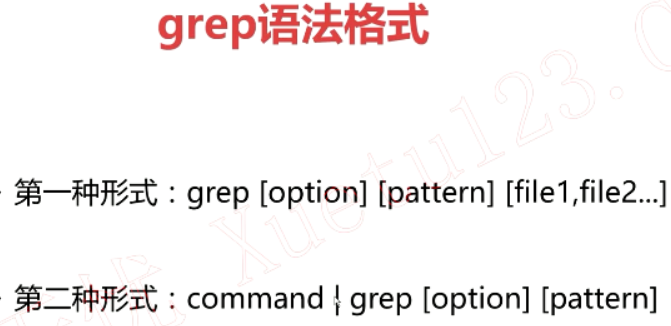 grep语法格式
第一种形式：grep [option] [pattern] [file1,file2...]
第二种形式：command | grep [option] [pattern]